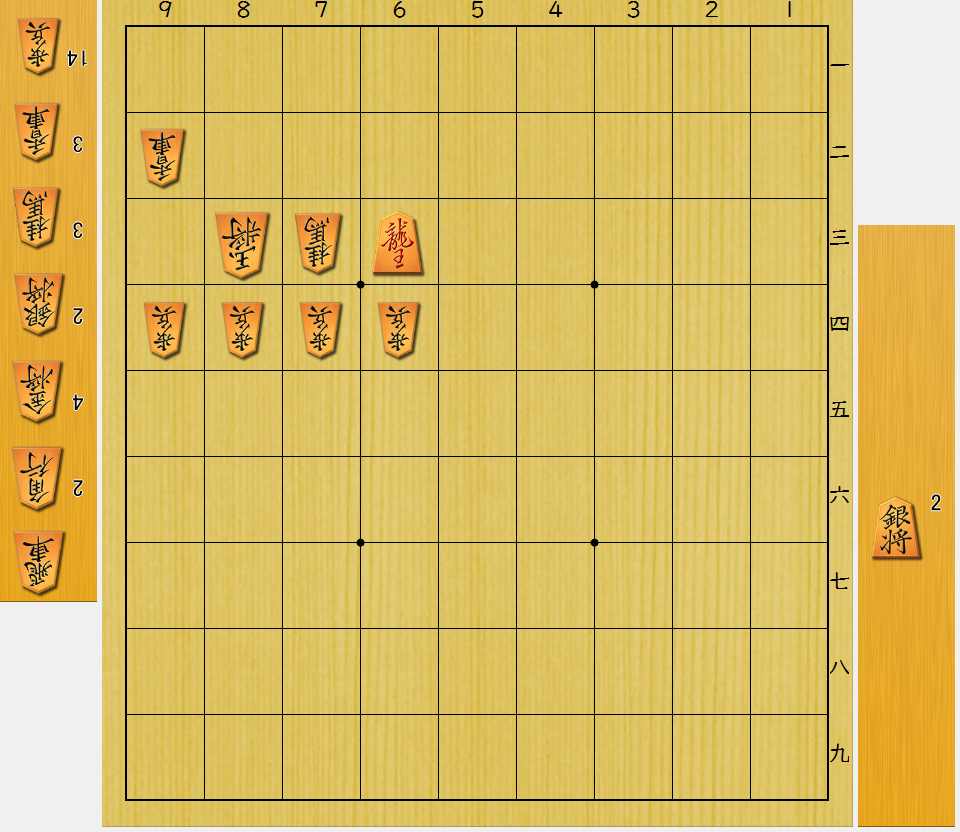 9 8 7 6 5 4 3 2 1
歩兵 14
香車 3
桂馬 3
銀将 2
金将 4
角行 2
飛車
一
香車 二
玉将 桂馬 龍王 三
歩兵 歩兵 歩兵 歩兵 四
五
六
七
八
九
銀将 2